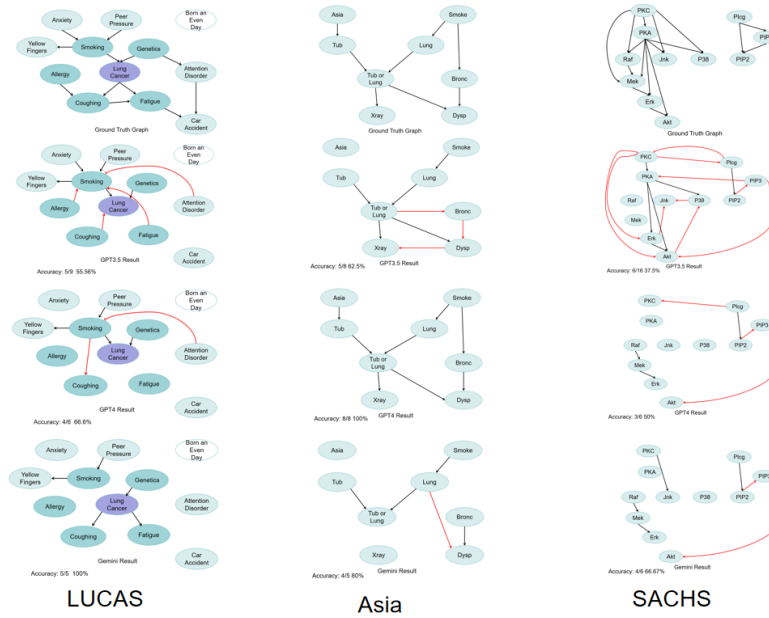 Born an
Even
Day
Anxiety
Peer
Pressure
Yellow
Fingers
Smoking
Genetics
Lung
Cancer
Attention
Disorder
Allergy
Coughing
Fatigue
Car
Accident
Ground Truth Graph
Asia
Smoke
Tub
Lung
Tub or
Lung
Bronc
Xray
Dysp
Ground Truth Graph
PKC
Plcg
PKA
PIP2
Raf
Jnk
P38
Mek
Erk
Akt
Ground Truth Graph
Born an
Even
Day
Anxiety
Peer
Pressure
Yellow
Fingers
Smoking
Genetics
Lung
Cancer
Attention
Disorder
Allergy
Coughing
Fatigue
Car
Accident
GPT3.5 Result
Accuracy: 5/9 55.56%
Asia
Smoke
Tub
Lung
Tub or
Lung
Bronc
Xray
Dysp
GPT3.5 Result
Accuracy: 5/8 62.5%
PKC
Plcg
PKA
PIP3
PIP2
Raf
Jnk
P38
Mek
Erk
Akt
GPT3.5 Result
Accuracy: 6/16 37.5%
Born an
Even
Day
Anxiety
Peer
Pressure
Yellow
Fingers
Smoking
Genetics
Lung
Cancer
Attention
Disorder
Allergy
Coughing
Fatigue
Car
Accident
GPT4 Result
Accuracy: 4/6 66.6%
Asia
Smoke
Tub
Lung
Tub or
Lung
Bronc
Xray
Dysp
GPT4 Result
Accuracy: 8/8 100%
PKC
Plcg
PKA
PIP3
PIP2
Raf
Jnk
P38
Mek
Erk
Akt
GPT4 Result
Accuracy: 3/6 50%
Born an
Even
Day
Anxiety
Peer
Pressure
Yellow
Fingers
Smoking
Genetics
Lung
Cancer
Attention
Disorder
Allergy
Coughing
Fatigue
Car
Accident
Gemini Result
Accuracy: 5/5 100%
Asia
Smoke
Tub
Lung
Tub or
Lung
Bronc
Xray
Dysp
Gemini Result
Accuracy: 4/5 80%
PKC
Plcg
PKA
PIP2
Raf
Jnk
P38
Mek
Erk
Akt
Gemini Result
Accuracy: 4/6 66.67%
LUCAS
Asia
SACHS